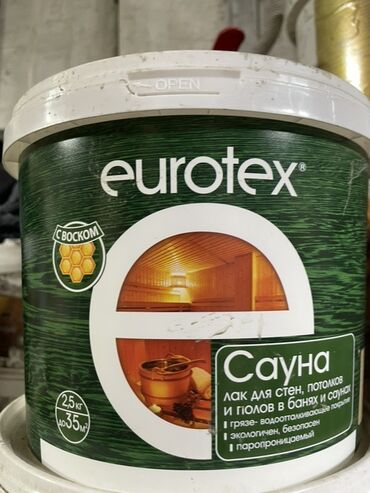 OPEN
eurotex®
С ВОСКОМ
Сауна
лак для стен, потолков
и полов в банях и саунах
грязе- водоотталкивающее покрытие
экологичен, безопасен
паропроницаемый
2,5 кг
до 35 м²